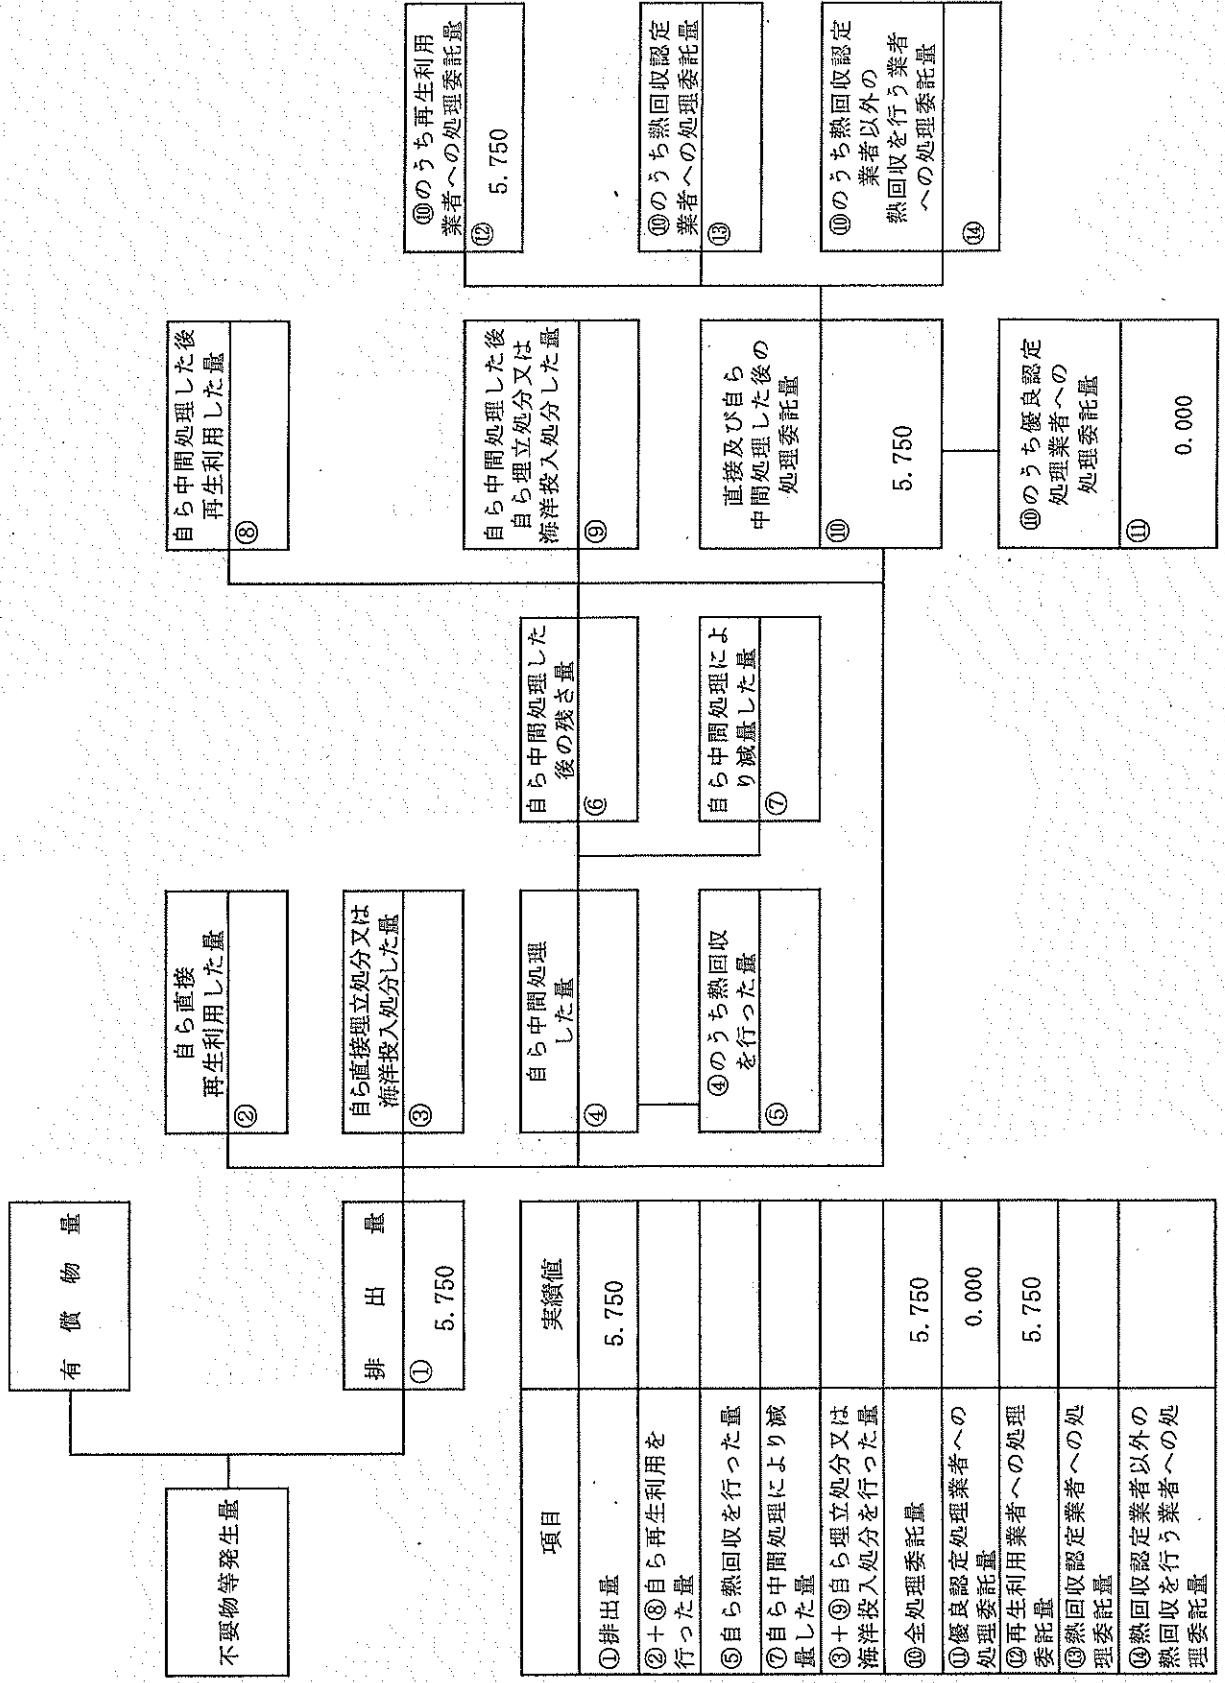 不要物等発生量
有 償 物 量
排 出 量
① 5.750
自ら直接
再生利用した量
②
自ら直接埋立処分又は
海洋投入処分した量
③
自ら中間処理
した量
④
④のうち熱回収
を行った量
⑤
自ら中間処理した
後の残さ量
⑥
自ら中間処理によ
り減量した量
⑦
自ら中間処理した後
再生利用した量
⑧
自ら中間処理した後
自ら埋立処分又は
海洋投入処分した量
⑨
直接及び自ら
中間処理した後の
処理委託量
⑩ 5.750
⑩のうち優良認定
処理業者への
処理委託量
⑪ 0.000
⑩のうち再生利用
業者への処理委託量
⑫ 5.750
⑩のうち熱回収認定
業者への処理委託量
⑬
⑩のうち熱回収認定
業者以外の
熱回収を行う業者
への処理委託量
⑭
項目 実績値
①排出量 5.750
②+⑧自ら再生利用を
行った量
⑤自ら熱回収を行った量
⑦自ら中間処理により減
量した量
③+⑨自ら埋立処分又は
海洋投入処分を行った量
⑩全処理委託量 5.750
⑪優良認定処理業者への
処理委託量 0.000
⑫再生利用業者への処理
委託量 5.750
⑬熱回収認定業者への処
理委託量
⑭熱回収認定業者以外の
熱回収を行う業者への処
理委託量